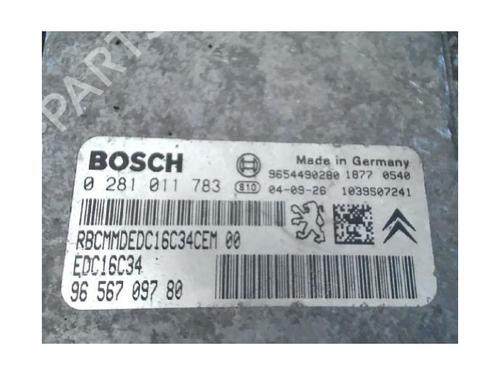 PARTS
BOSCH
Made in Germany
9654490280 1877 0540
0 281 011 783 810 04-09-26 1039S07241
RBCMMDEDC16C34CEM 00
EDC16C34
96 567 097 80